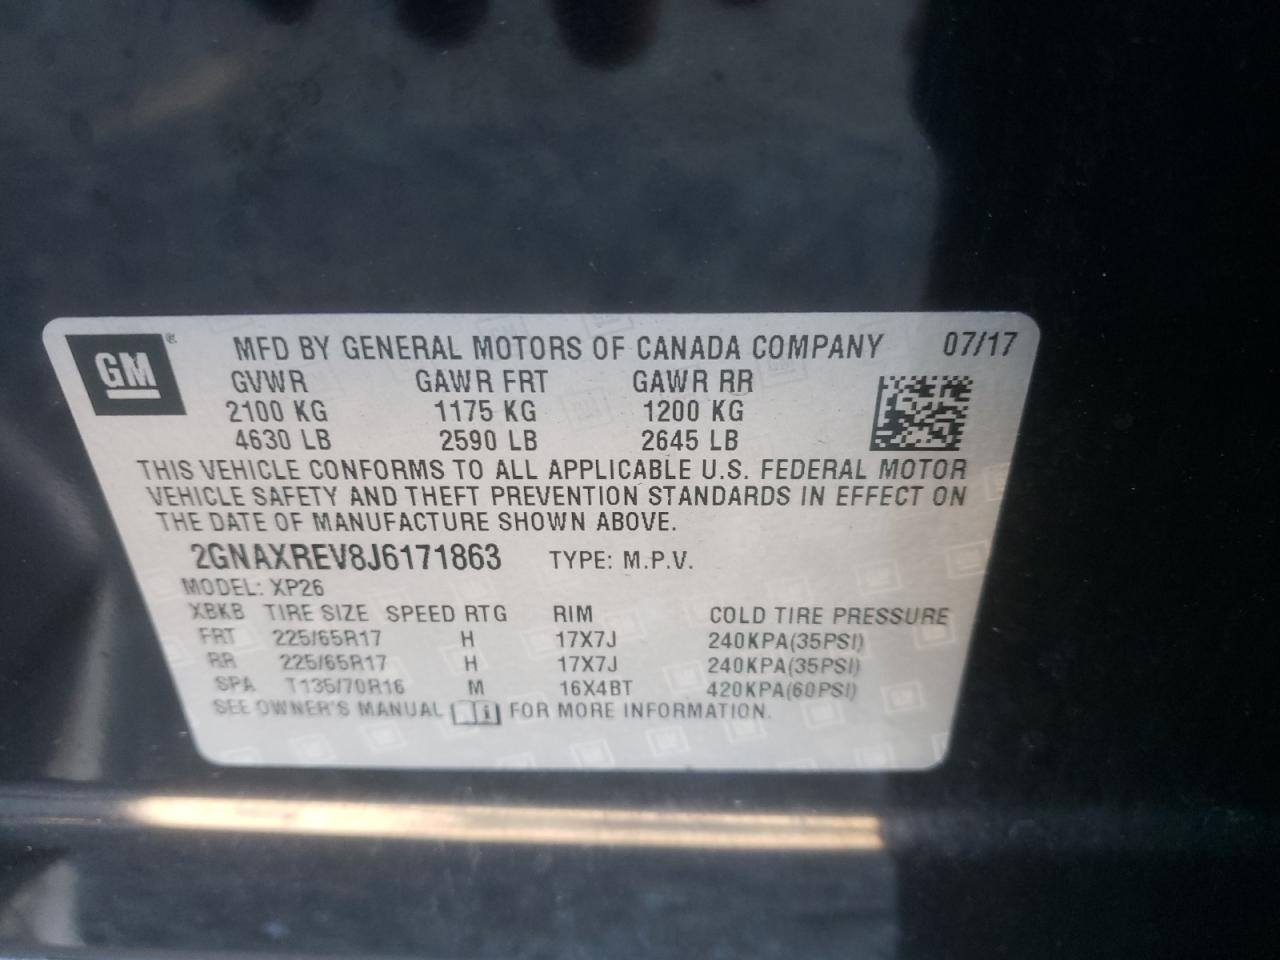 GM ® MFD BY GENERAL MOTORS OF CANADA COMPANY 07/17
GVWR GAWR FRT GAWR RR
2100 KG 1175 KG 1200 KG
4630 LB 2590 LB 2645 LB
THIS VEHICLE CONFORMS TO ALL APPLICABLE U.S. FEDERAL MOTOR
VEHICLE SAFETY AND THEFT PREVENTION STANDARDS IN EFFECT ON
THE DATE OF MANUFACTURE SHOWN ABOVE.
2GNAXREV8J6171863 TYPE: M.P.V.
MODEL: XP26
XBKB TIRE SIZE SPEED RTG RIM COLD TIRE PRESSURE
FRT 225/65R17 H 17X7J 240KPA(35PSI)
RR 225/65R17 H 17X7J 240KPA(35PSI)
SPA T135/70R16 M 16X4BT 420KPA(60PSI)
SEE OWNER'S MANUAL FOR MORE INFORMATION.